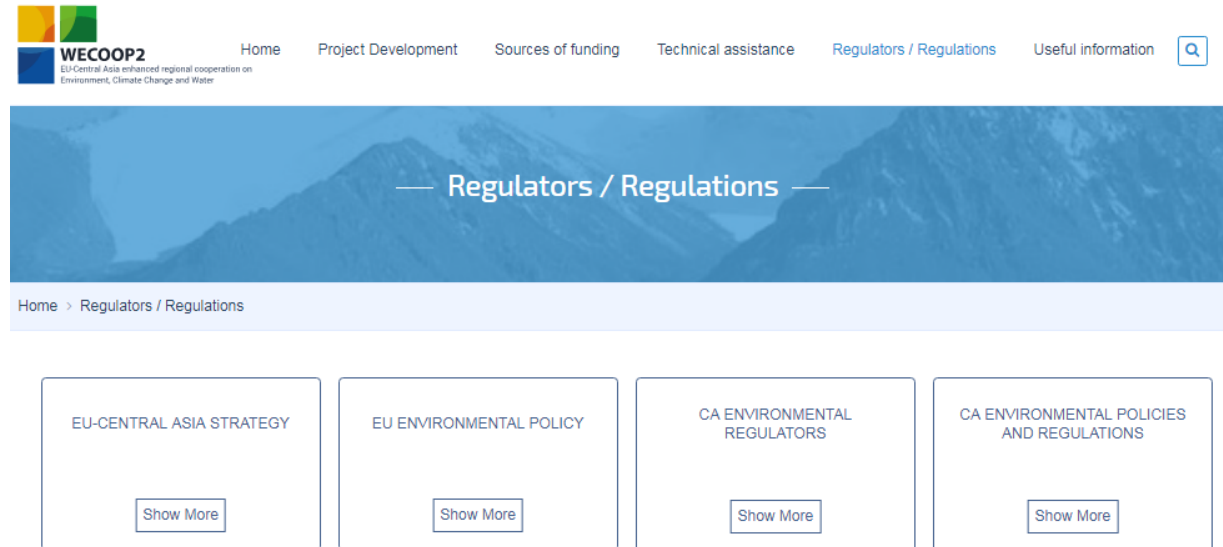 WECOOP2
EU-Central Asia enhanced regional cooperation on
Environment, Climate Change and Water
Home Project Development Sources of funding Technical assistance Regulators / Regulations Useful information
Regulators / Regulations
Home > Regulators / Regulations
EU-CENTRAL ASIA STRATEGY
Show More
EU ENVIRONMENTAL POLICY
Show More
CA ENVIRONMENTAL
REGULATORS
Show More
CA ENVIRONMENTAL POLICIES
AND REGULATIONS
Show More